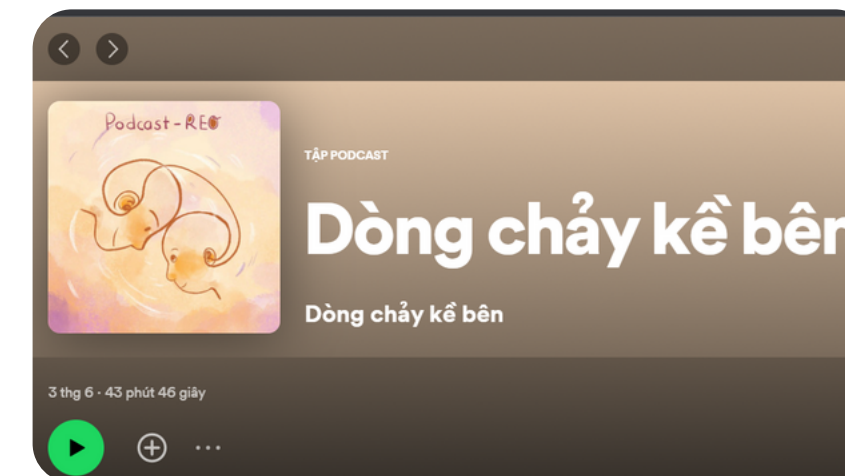 Podcast-REO
TẬP PODCAST
Dòng chảy kề bên
Dòng chảy kề bên
3 thg 6 · 43 phút 46 giây